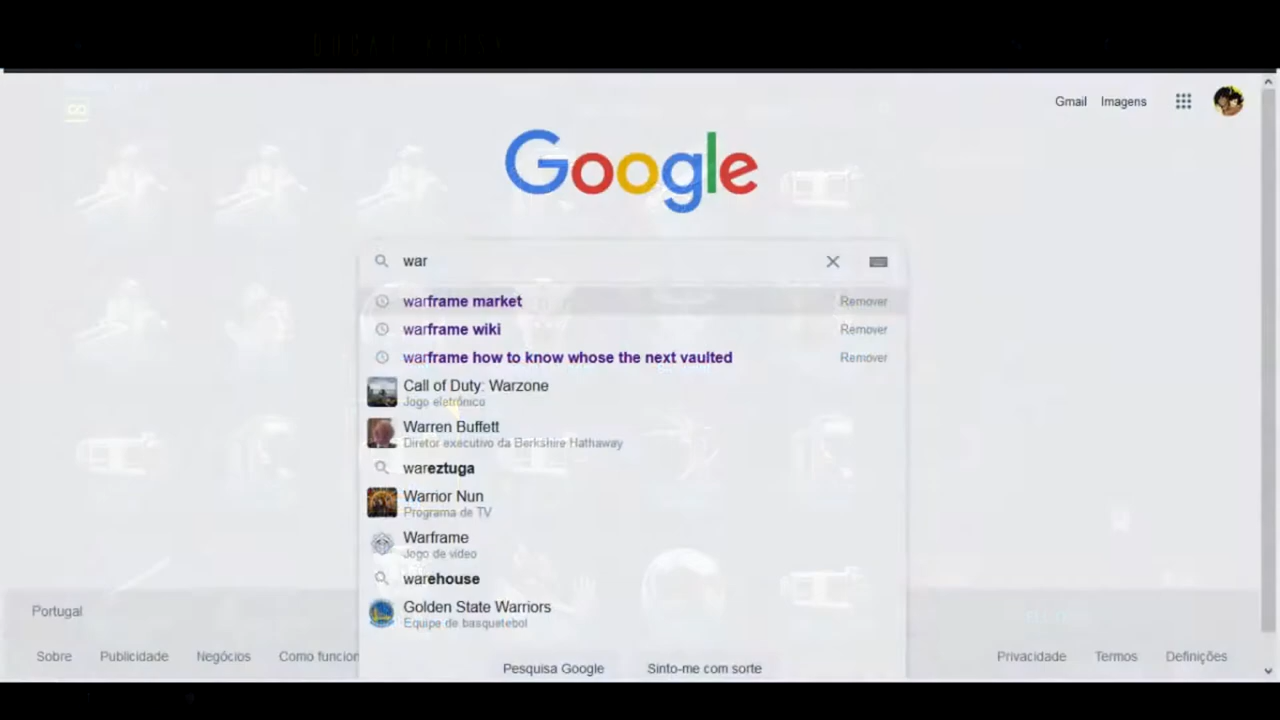 Gmail Imagens
Google
war
warframe market Remover
warframe wiki Remover
warframe how to know whose the next vaulted Remover
Call of Duty: Warzone
Jogo eletrónico
Warren Buffett
Diretor executivo da Berkshire Hathaway
wareztuga
Warrior Nun
Programa de TV
Warframe
Jogo de vídeo
warehouse
Golden State Warriors
Equipe de basquetebol
Portugal
Sobre Publicidade Negócios Como funcion Privacidade Termos Definições
Pesquisa Google Sinto-me com sorte